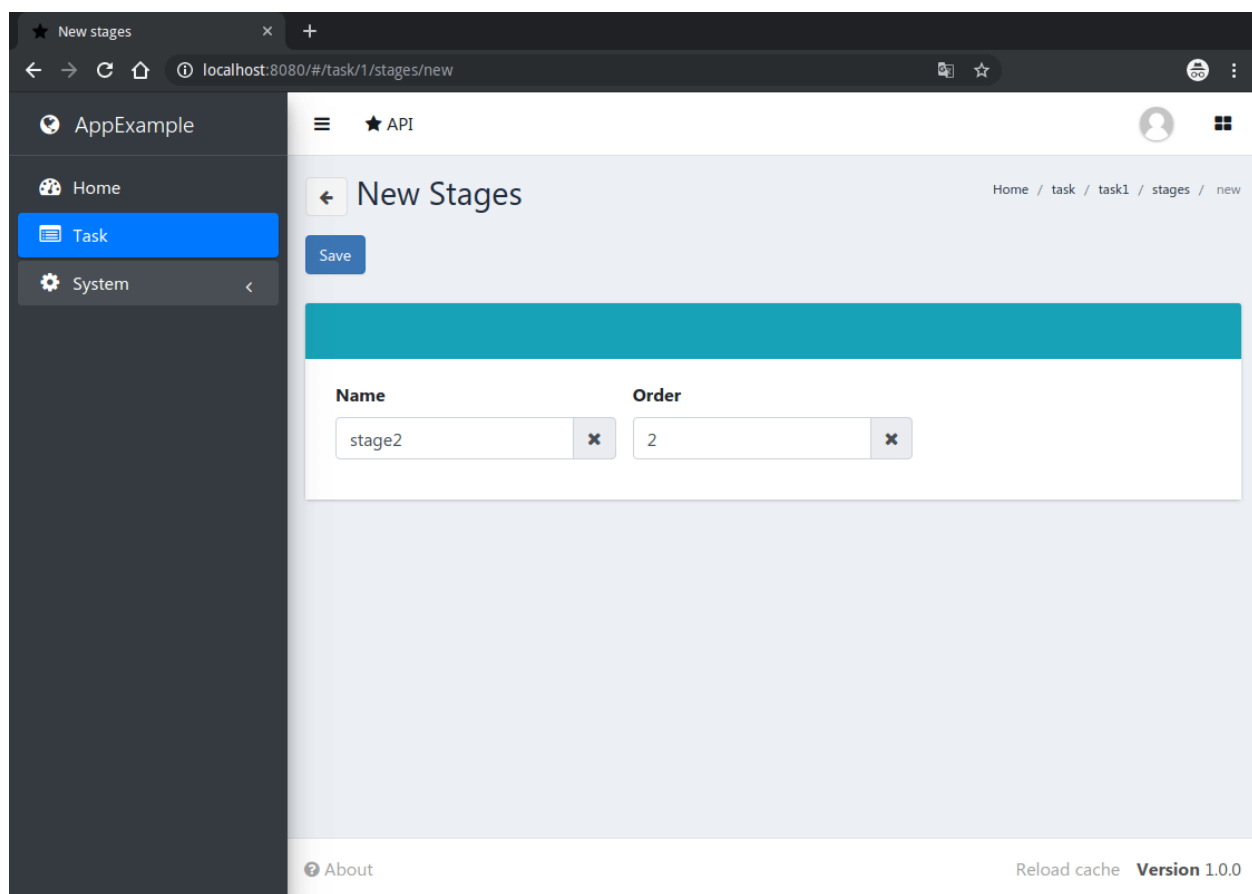 New stages
localhost:8080/#/task/1/stages/new
AppExample
API
Home
Task
System
New Stages
Home / task / task1 / stages / new
Save
Name
Order
stage2
2
About
Reload cache Version 1.0.0